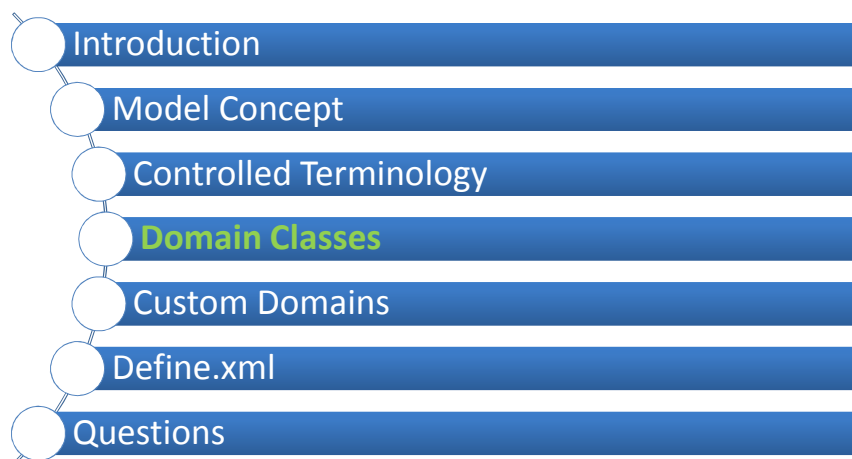 Introduction
Model Concept
Controlled Terminology
Domain Classes
Custom Domains
Define.xml
Questions